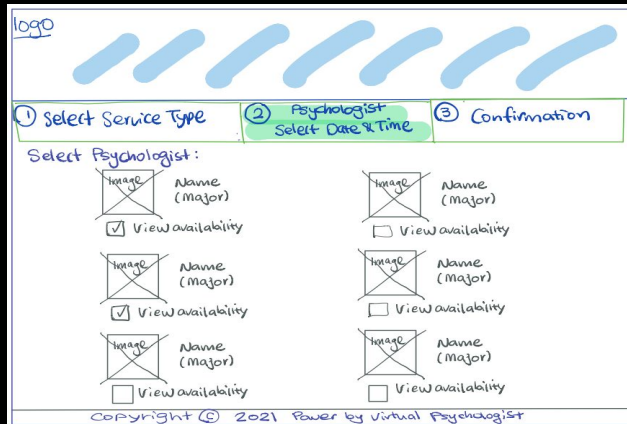 logo
① Select Service Type
② Psychologist
Select Date & Time
③ Confirmation
Select Psychologist:
Image
Name
(Major)
View availability
Image
Name
(Major)
View availability
Image
Name
(Major)
View availability
Image
Name
(Major)
View availability
Image
Name
(Major)
View availability
Image
Name
(Major)
View availability
Copyright © 2021 Power by Virtual Psychologist